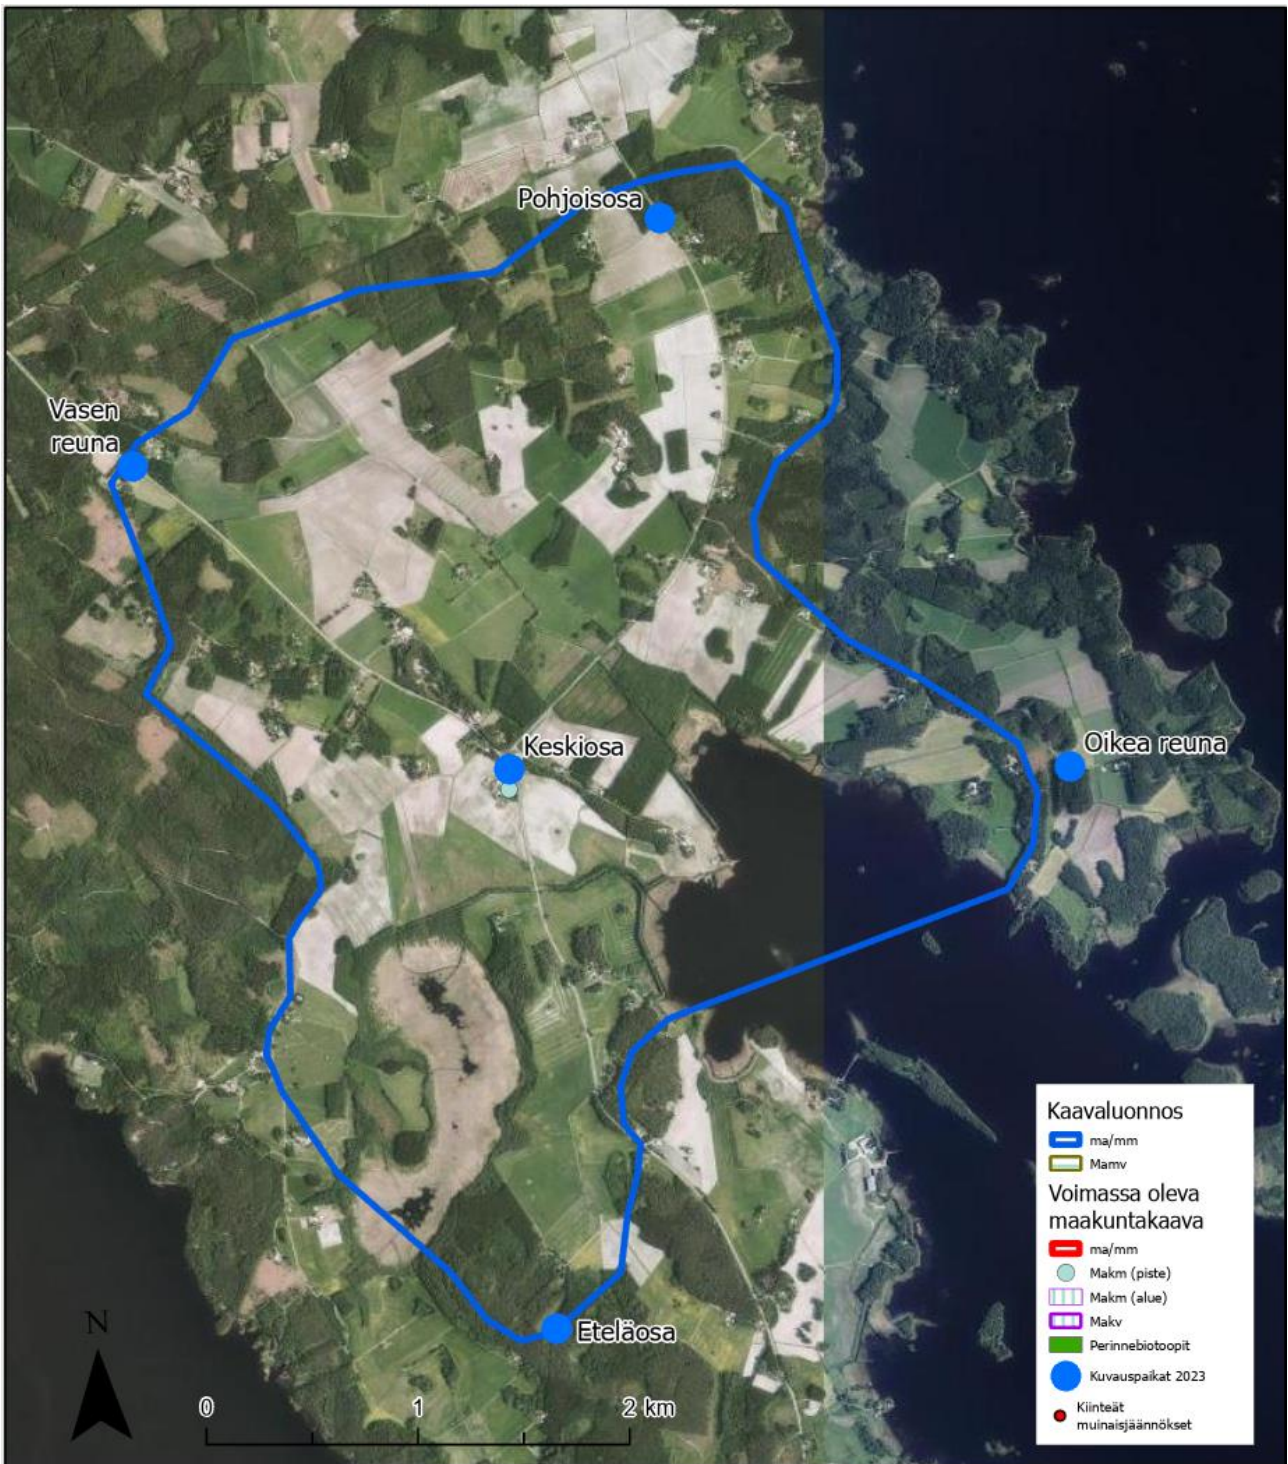 Pohjoisosa
Vasen
reuna
Keskiosa
Oikea reuna
Eteläosa
N
0 1 2 km
Kaavaluonnos
ma/mm
Mamv
Voimassa oleva
maakuntakaava
ma/mm
Makm (piste)
Makm (alue)
Makv
Perinnebiotoopit
Kuvauspaikat 2023
Kiinteät
muinaisjäännökset